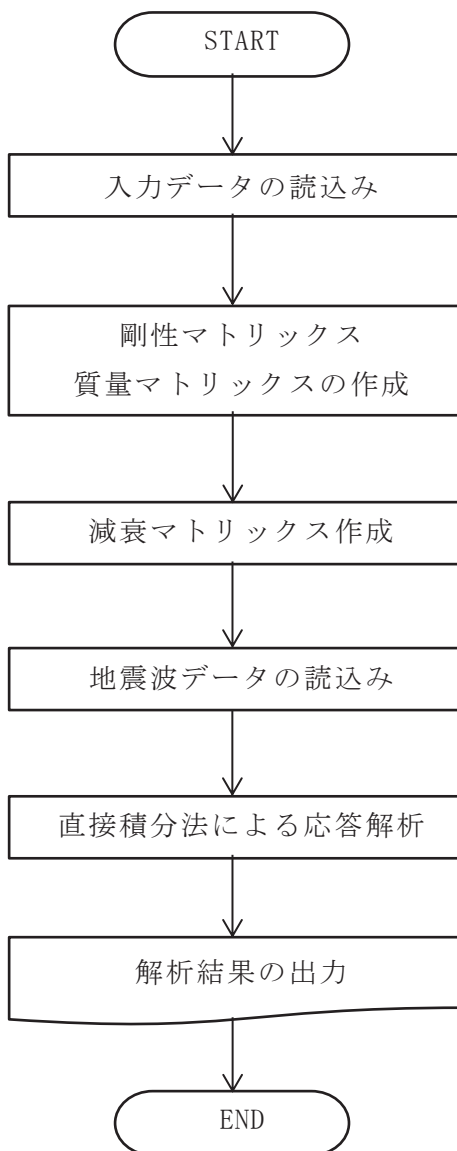 START
入力データの読込み
剛性マトリックス
質量マトリックスの作成
減衰マトリックス作成
地震波データの読込み
直接積分法による応答解析
解析結果の出力
END